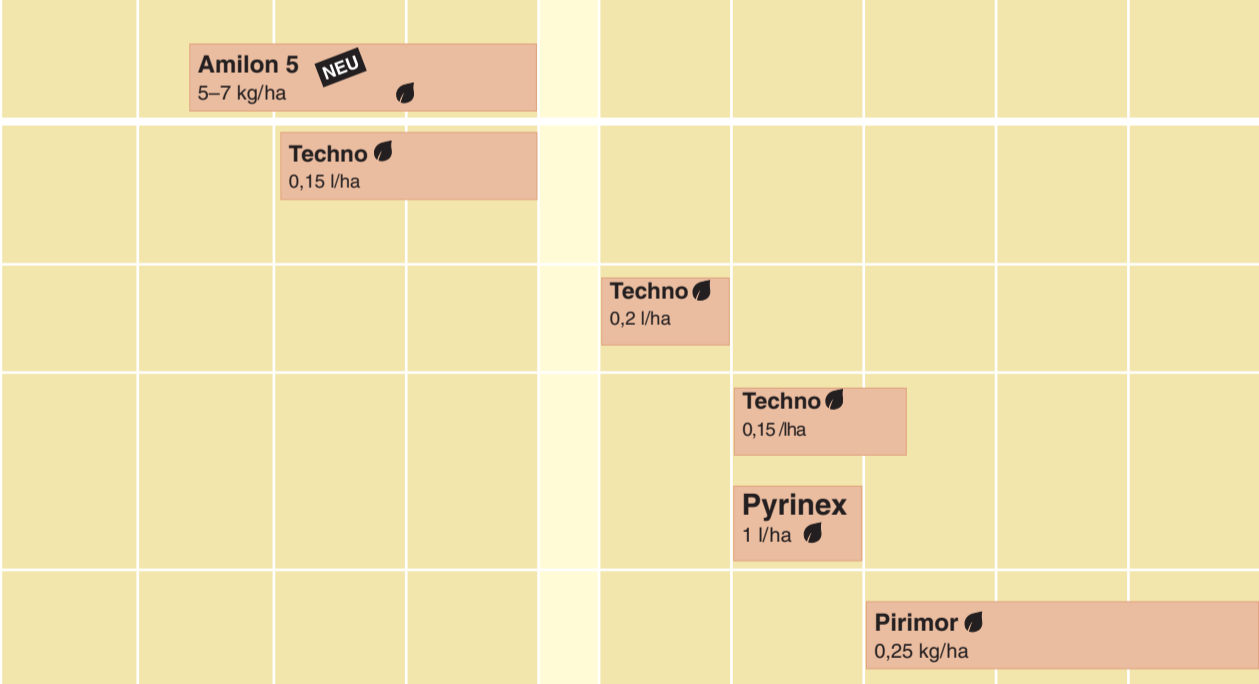 Amilon 5 NEU
5–7 kg/ha
Techno
0,15 l/ha
Techno
0,2 l/ha
Techno
0,15 /lha
Pyrinex
1 l/ha
Pirimor
0,25 kg/ha